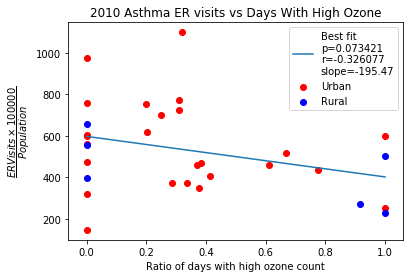 2010 Asthma ER visits vs Days With High Ozone
ERVisits × 100000
Population
1000
800
600
400
200
Best fit
p=0.073421
r=-0.326077
slope=-195.47
Urban
Rural
0.0
0.2
0.4
0.6
0.8
1.0
Ratio of days with high ozone count